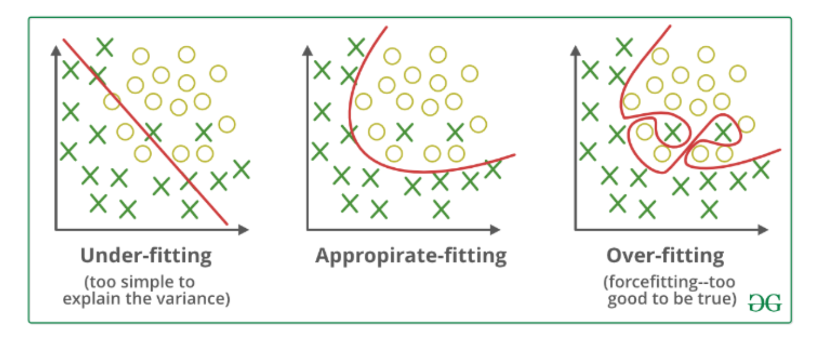 Under-fitting
(too simple to
explain the variance)
Appropirate-fitting
Over-fitting
(forcefitting--too
good to be true)
GG